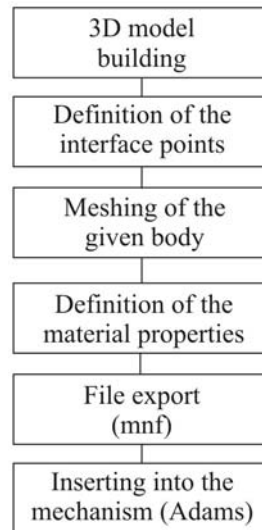 3D model
building
Definition of the
interface points
Meshing of the
given body
Definition of the
material properties
File export
(mnf)
Inserting into the
mechanism (Adams)